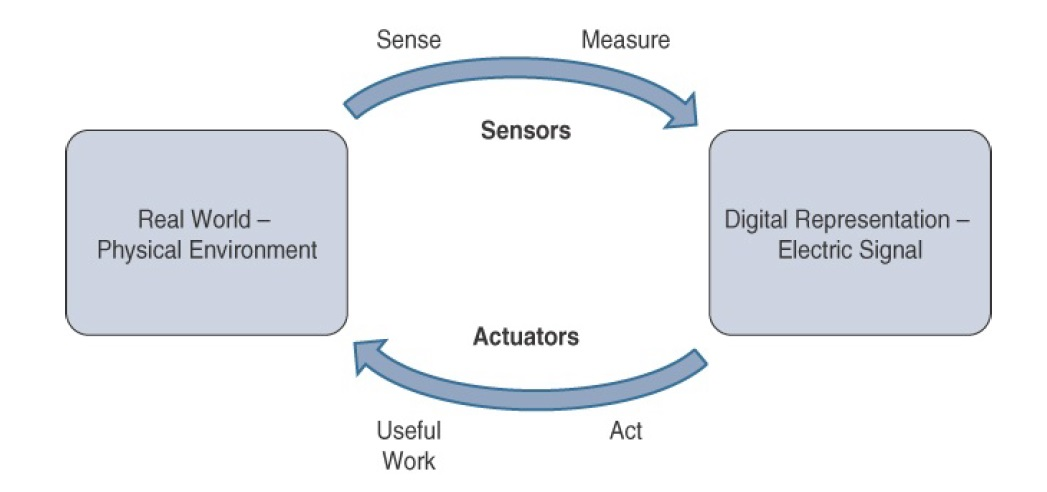 Sense
Measure
Sensors
Real World –
Physical Environment
Digital Representation –
Electric Signal
Actuators
Useful
Work
Act